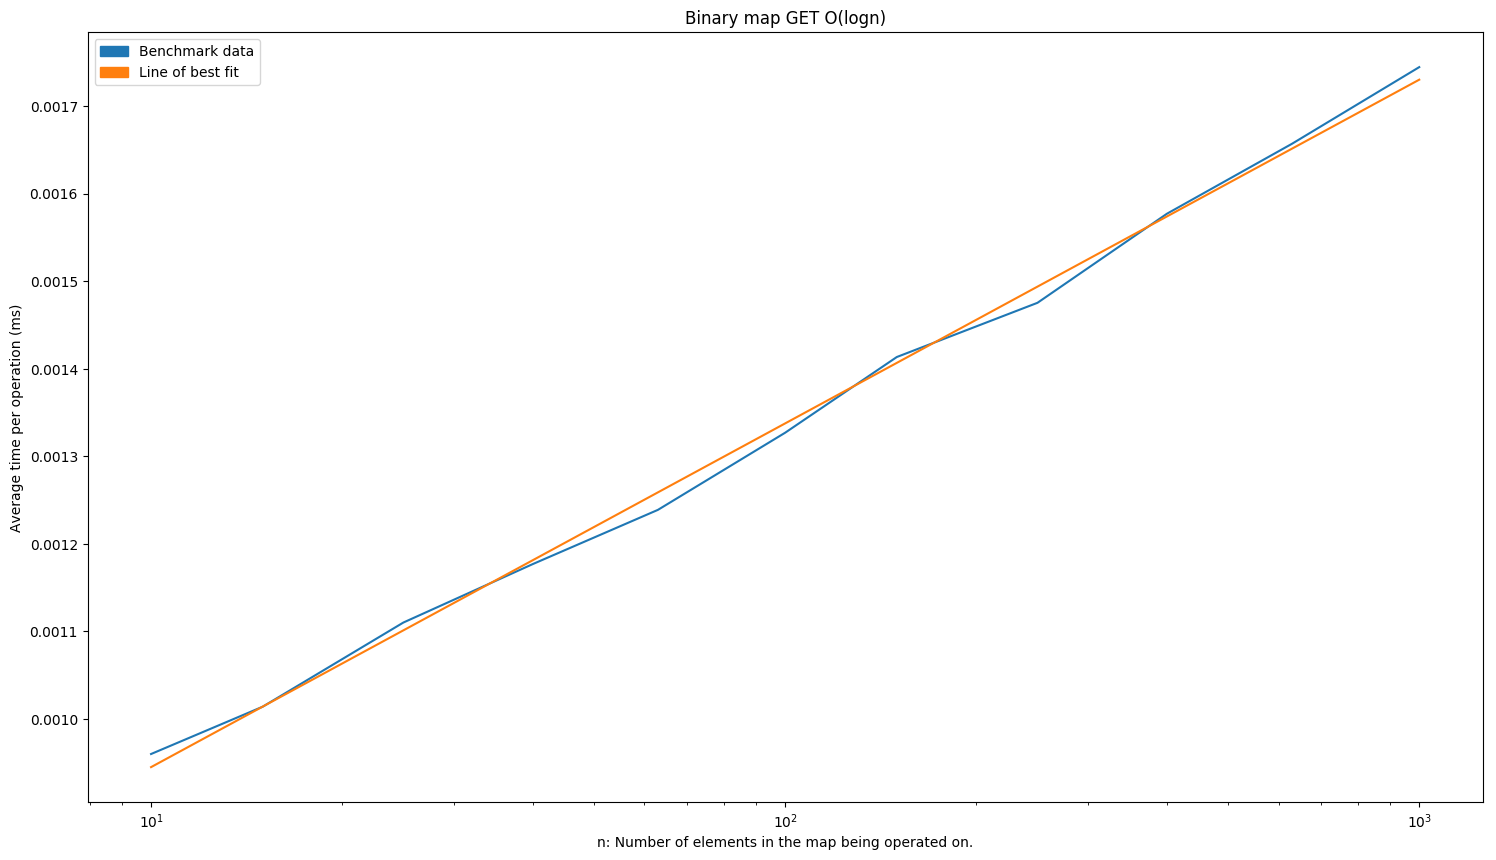 Binary map GET O(logn)
Benchmark data
Line of best fit
0.0017
0.0016
0.0015
0.0014
0.0013
0.0012
0.0011
0.0010
Average time per operation (ms)
10¹ 10² 10³
n: Number of elements in the map being operated on.